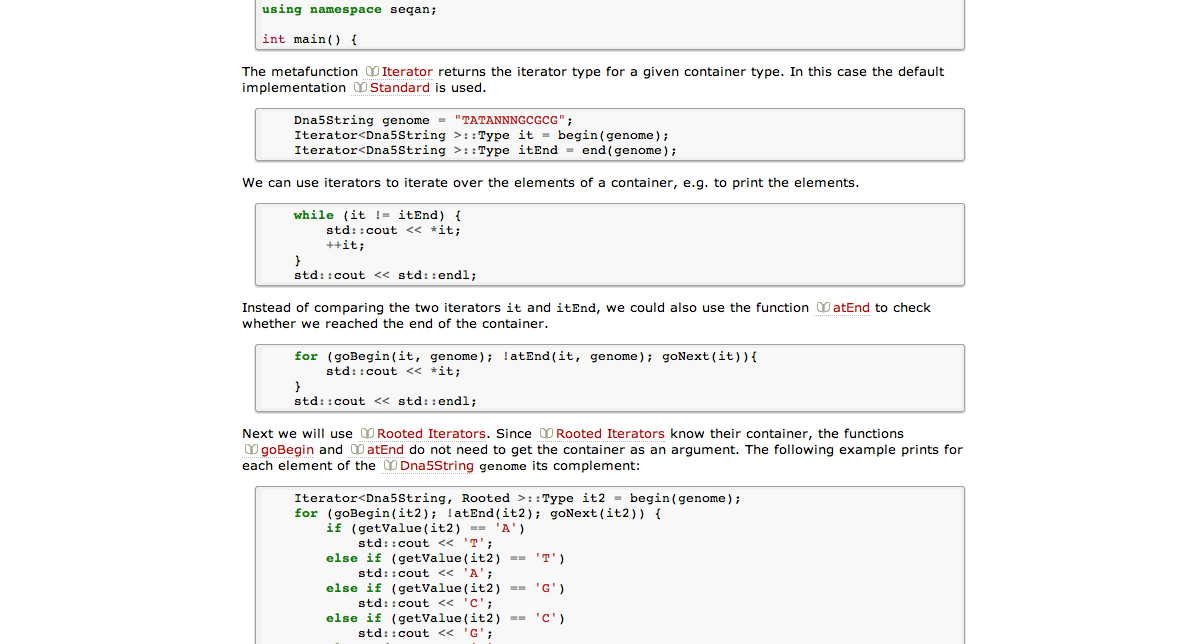 using namespace seqan;
int main() {
The metafunction Iterator returns the iterator type for a given container type. In this case the default
implementation Standard is used.
Dna5String genome = "TATANNNGCGCG";
Iterator<Dna5String >::Type it = begin(genome);
Iterator<Dna5String >::Type itEnd = end(genome);
We can use iterators to iterate over the elements of a container, e.g. to print the elements.
while (it != itEnd) {
std::cout << *it;
++it;
}
std::cout << std::endl;
Instead of comparing the two iterators it and itEnd, we could also use the function atEnd to check
whether we reached the end of the container.
for (goBegin(it, genome); !atEnd(it, genome); goNext(it)){
std::cout << *it;
}
std::cout << std::endl;
Next we will use Rooted Iterators. Since Rooted Iterators know their container, the functions
goBegin and atEnd do not need to get the container as an argument. The following example prints for
each element of the Dna5String genome its complement:
Iterator<Dna5String, Rooted >::Type it2 = begin(genome);
for (goBegin(it2); !atEnd(it2); goNext(it2)) {
if (getValue(it2) == 'A')
std::cout << 'T';
else if (getValue(it2) == 'T')
std::cout << 'A';
else if (getValue(it2) == 'G')
std::cout << 'C';
else if (getValue(it2) == 'C')
std::cout << 'G';